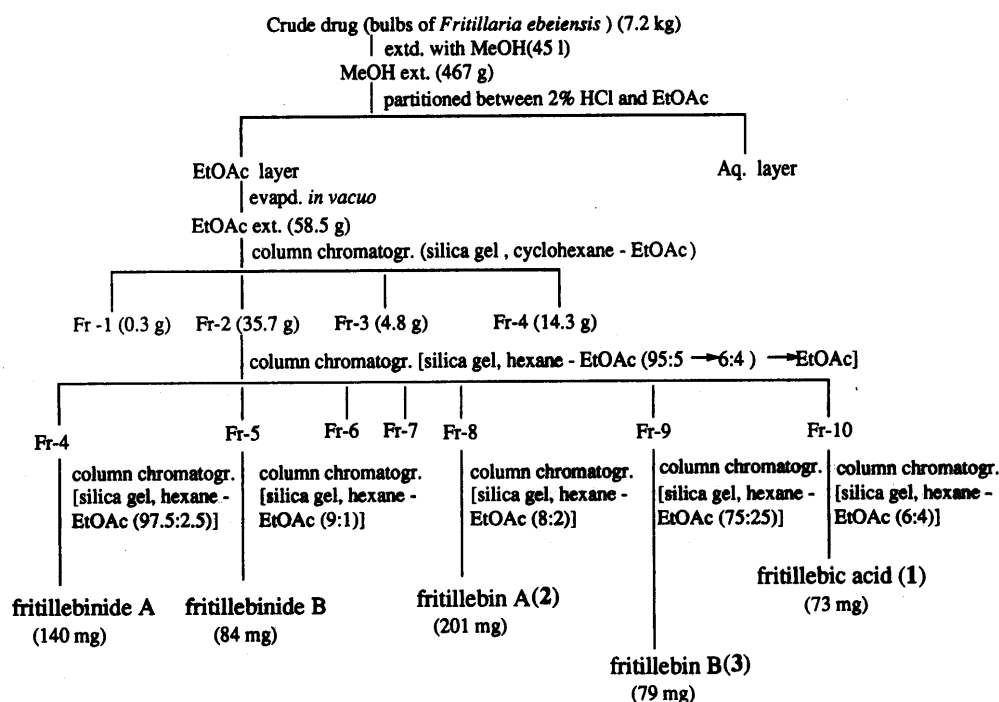 Crude drug (bulbs of Fritillaria ebeiensis ) (7.2 kg)
extd. with MeOH(45 l)
MeOH ext. (467 g)
partitioned between 2% HCl and EtOAc
EtOAc layer
Aq. layer
evapd. in vacuo
EtOAc ext. (58.5 g)
column chromatogr. (silica gel , cyclohexane - EtOAc )
Fr -1 (0.3 g) Fr-2 (35.7 g) Fr-3 (4.8 g) Fr-4 (14.3 g)
column chromatogr. [silica gel, hexane - EtOAc (95:5 → 6:4 ) → EtOAc]
Fr-4 Fr-5 Fr-6 Fr-7 Fr-8 Fr-9 Fr-10
column chromatogr.
[silica gel, hexane -
EtOAc (97.5:2.5)]
column chromatogr.
[silica gel, hexane -
EtOAc (9:1)]
column chromatogr.
[silica gel, hexane -
EtOAc (8:2)]
column chromatogr.
[silica gel, hexane -
EtOAc (75:25)]
column chromatogr.
[silica gel, hexane -
EtOAc (6:4)]
fritillebinide A
(140 mg)
fritillebinide B
(84 mg)
fritillebin A(2)
(201 mg)
fritillebin B(3)
(79 mg)
fritillebic acid (1)
(73 mg)